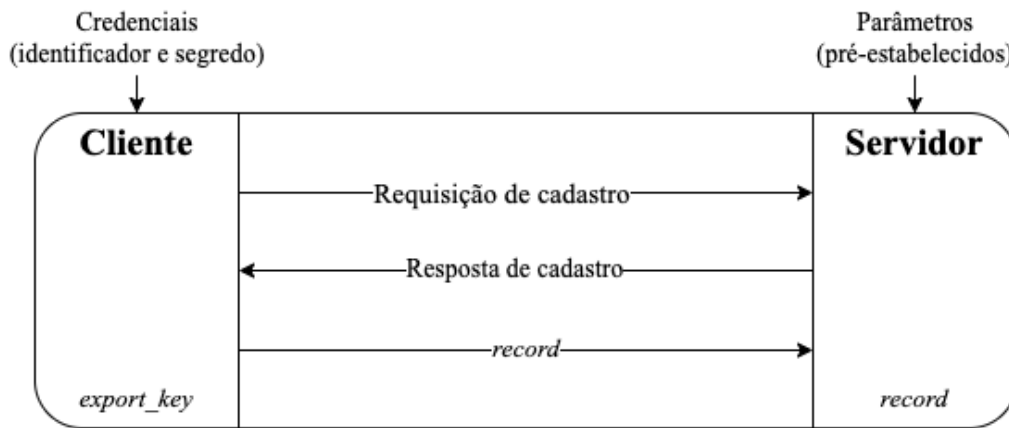 Credenciais
(identificador e segredo)
Parâmetros
(pré-estabelecidos)
Cliente
Servidor
Requisição de cadastro
Resposta de cadastro
record
export_key
record